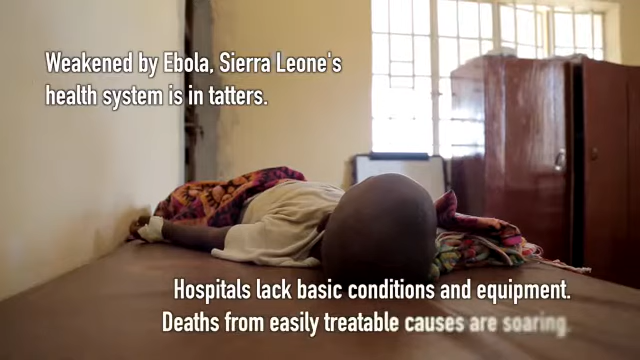 Weakened by Ebola, Sierra Leone's
health system is in tatters.
Hospitals lack basic conditions and equipment.
Deaths from easily treatable causes are soaring.